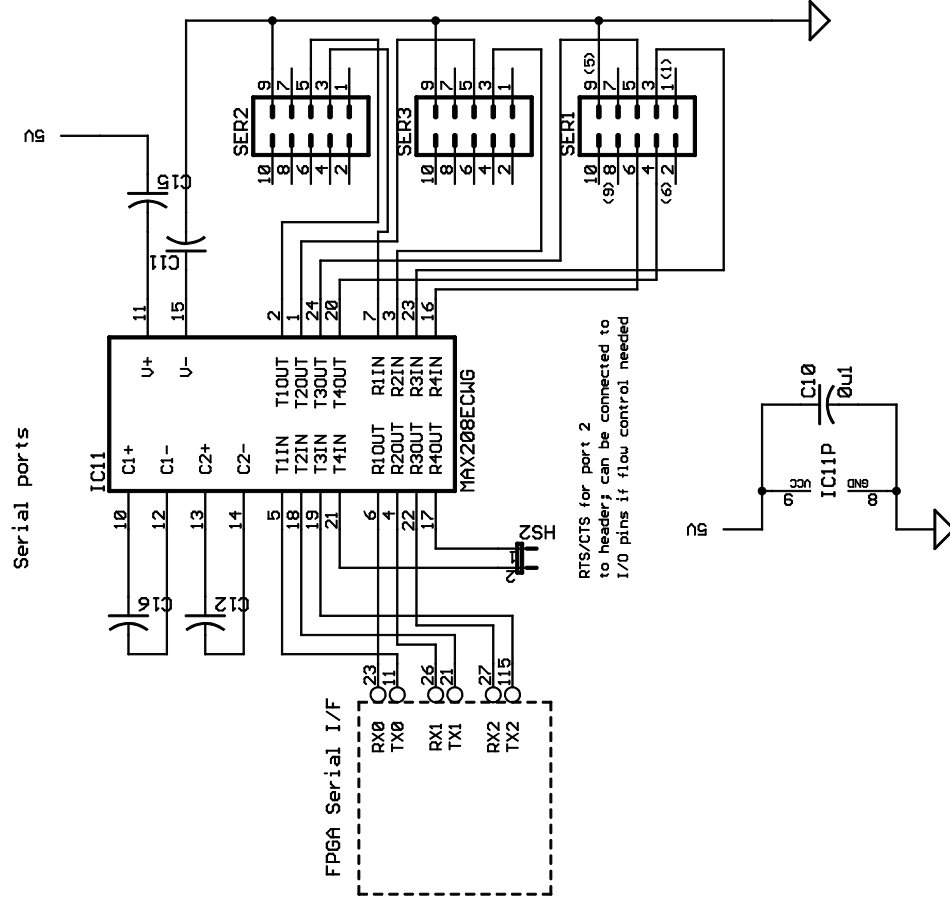 Serial ports
FPGA Serial I/F
RX0
TX0
RX1
TX1
RX2
TX2
23
11
26
21
27
115
C16
C12
10
12
13
14
5
18
19
21
6
4
22
17
IC11
MAX208ECWG
C1+
C1-
C2+
C2-
T1IN
T2IN
T3IN
T4IN
R1OUT
R2OUT
R3OUT
R4OUT
V+
V-
T1OUT
T2OUT
T3OUT
T4OUT
R1IN
R2IN
R3IN
R4IN
11
15
2
1
24
20
7
3
23
16
C15
C11
5V
HS2
1
2
RTS/CTS for port 2
to header; can be connected to
I/O pins if flow control needed
SER2
10
8
6
4
2
9
7
5
3
1
SER3
10
8
6
4
2
9
7
5
3
1
SER1
10
8
6
4
2
(9)
(6)
9
7
5
3
1
(5)
(1)
5V
9
VCC
IC11P
GND
8
C10
0u1